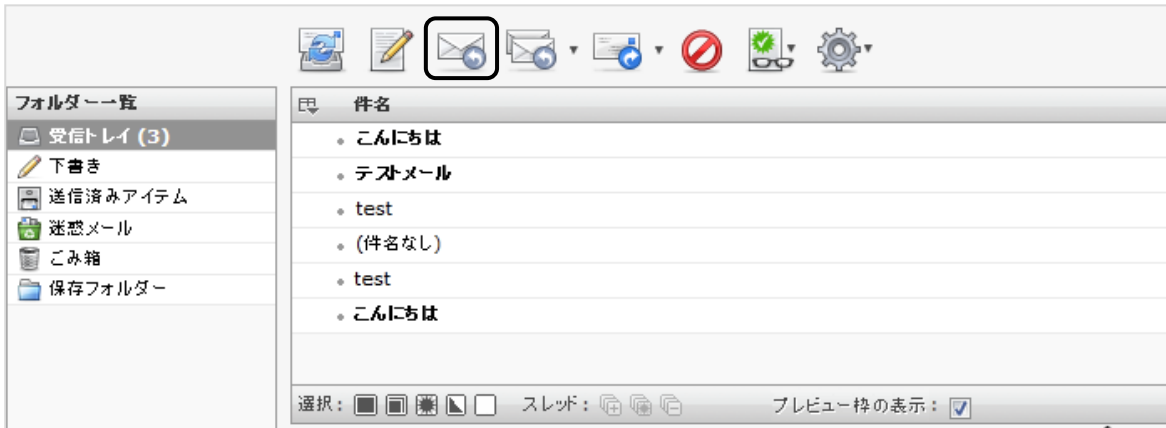 フォルダー一覧
件名
受信トレイ (3)
下書き
送信済みアイテム
迷惑メール
ごみ箱
保存フォルダー
こんにちは
テストメール
test
(件名なし)
test
こんにちは
選択: スレッド: プレビュー枠の表示: